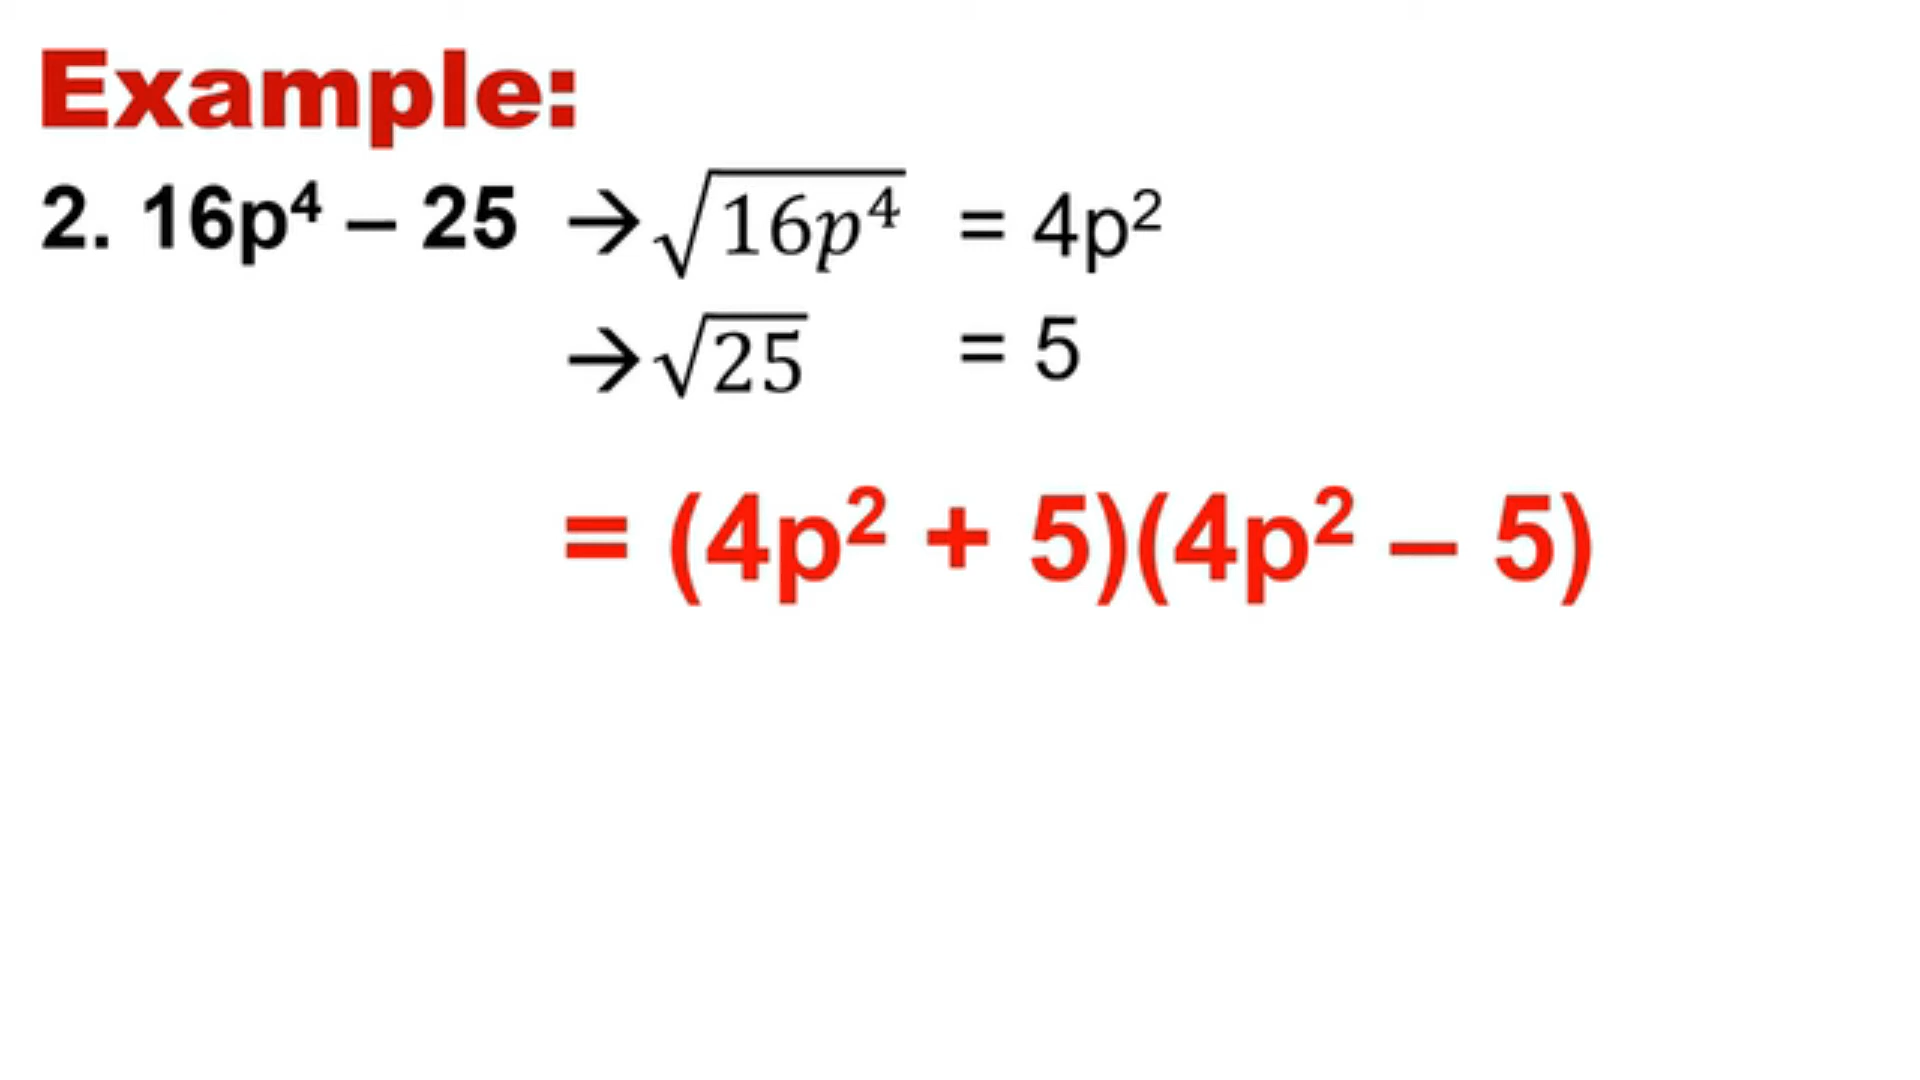 Example:
2. 16p⁴ – 25 → √16p⁴ = 4p²
→ √25 = 5
= (4p² + 5)(4p² – 5)